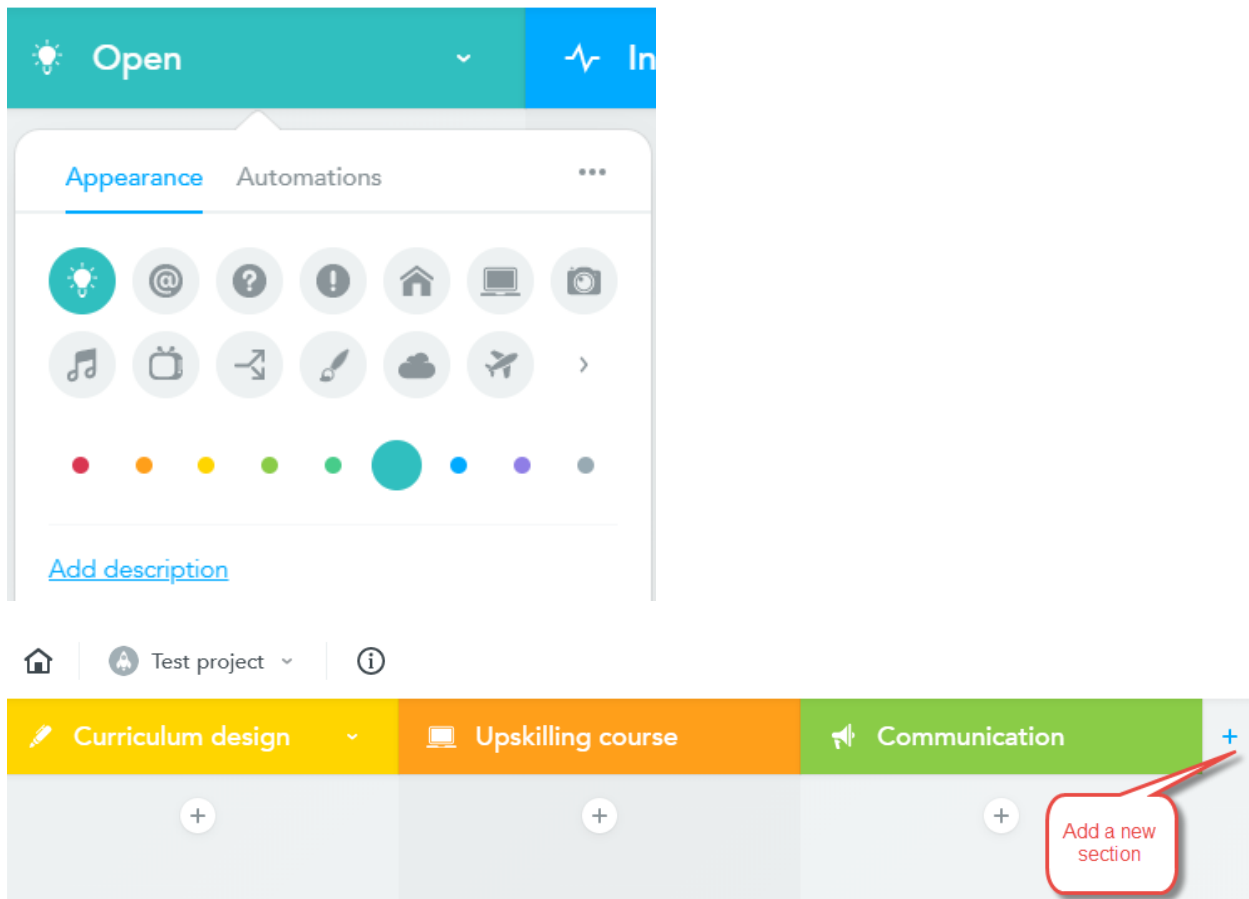 Open
In
Appearance Automations
Add description
Test project
Curriculum design Upskilling course Communication
Add a new
section